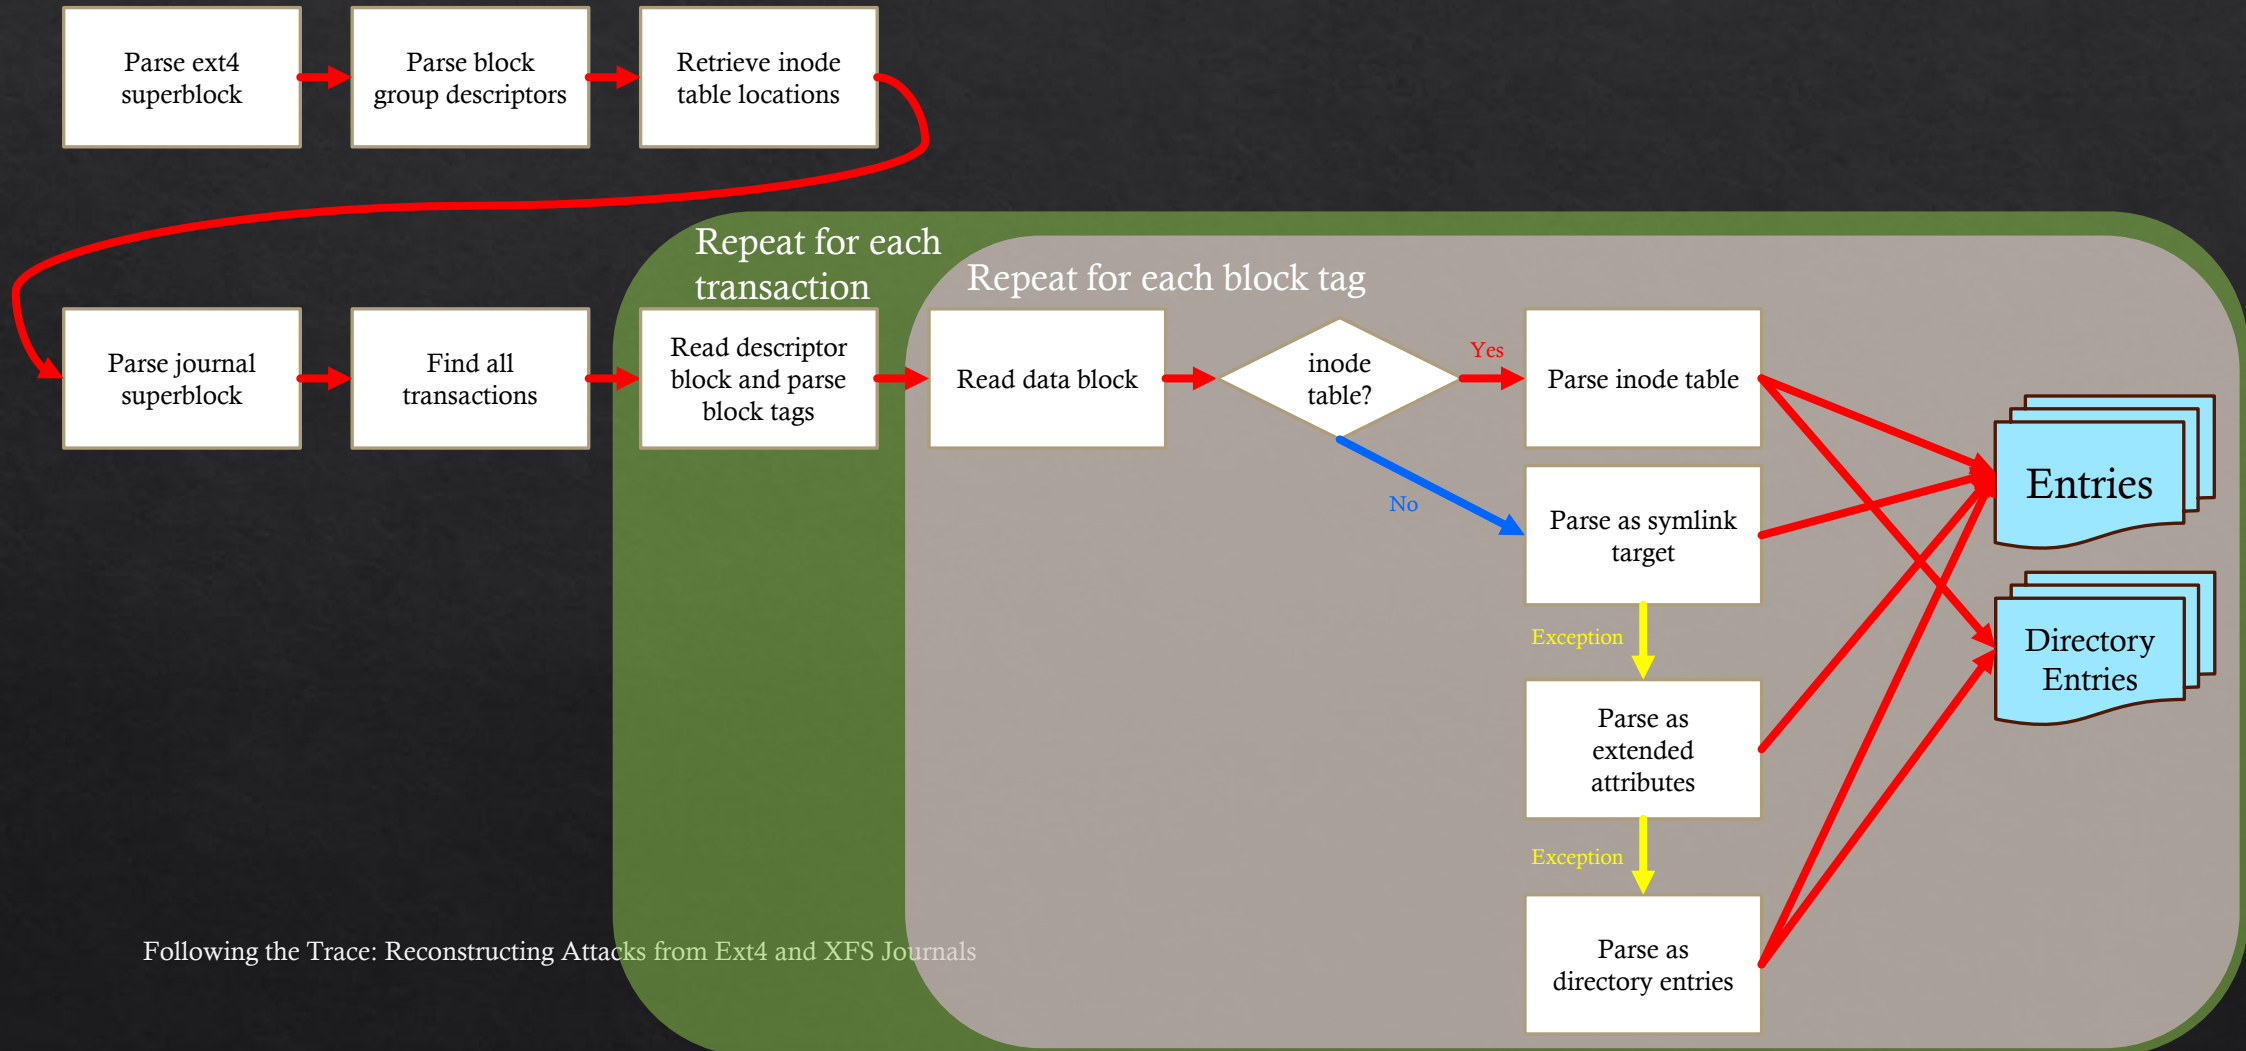 Parse ext4
superblock
Parse block
group descriptors
Retrieve inode
table locations
Repeat for each
transaction
Repeat for each block tag
Parse journal
superblock
Find all
transactions
Read descriptor
block and parse
block tags
Read data block
inode
table?
Yes
Parse inode table
No
Parse as symlink
target
Exception
Parse as
extended
attributes
Exception
Parse as
directory entries
Entries
Directory
Entries
Following the Trace: Reconstructing Attacks from Ext4 and XFS Journals